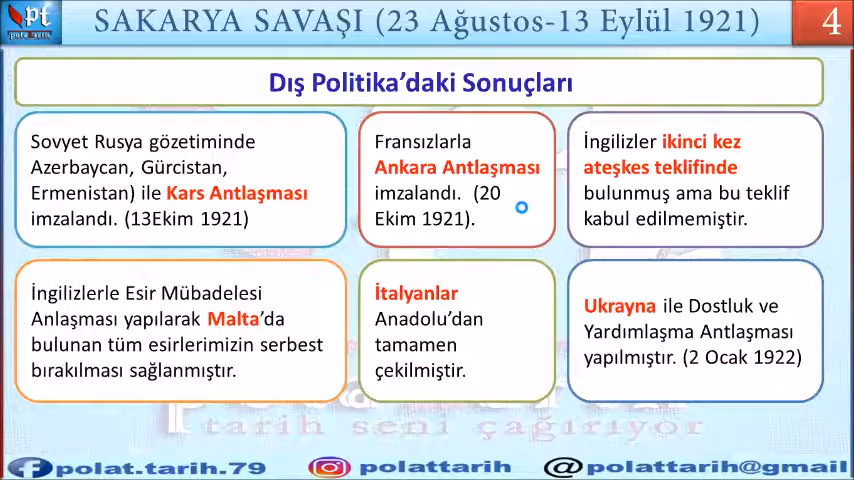 pt
polattarih
SAKARYA SAVAŞI (23 Ağustos-13 Eylül 1921)
4
Dış Politika’daki Sonuçları
Sovyet Rusya gözetiminde
Azerbaycan, Gürcistan,
Ermenistan) ile Kars Antlaşması
imzalandı. (13Ekim 1921)
Fransızlarla
Ankara Antlaşması
imzalandı. (20
Ekim 1921).
İngilizler ikinci kez
ateşkes teklifinde
bulunmuş ama bu teklif
kabul edilmemiştir.
İngilizlerle Esir Mübadelesi
Anlaşması yapılarak Malta’da
bulunan tüm esirlerimizin serbest
bırakılması sağlanmıştır.
İtalyanlar
Anadolu’dan
tamamen
çekilmiştir.
Ukrayna ile Dostluk ve
Yardımlaşma Antlaşması
yapılmıştır. (2 Ocak 1922)
tarih seni çağırıyor
polat.tarih.79
polattarih
@polattarih@gmail